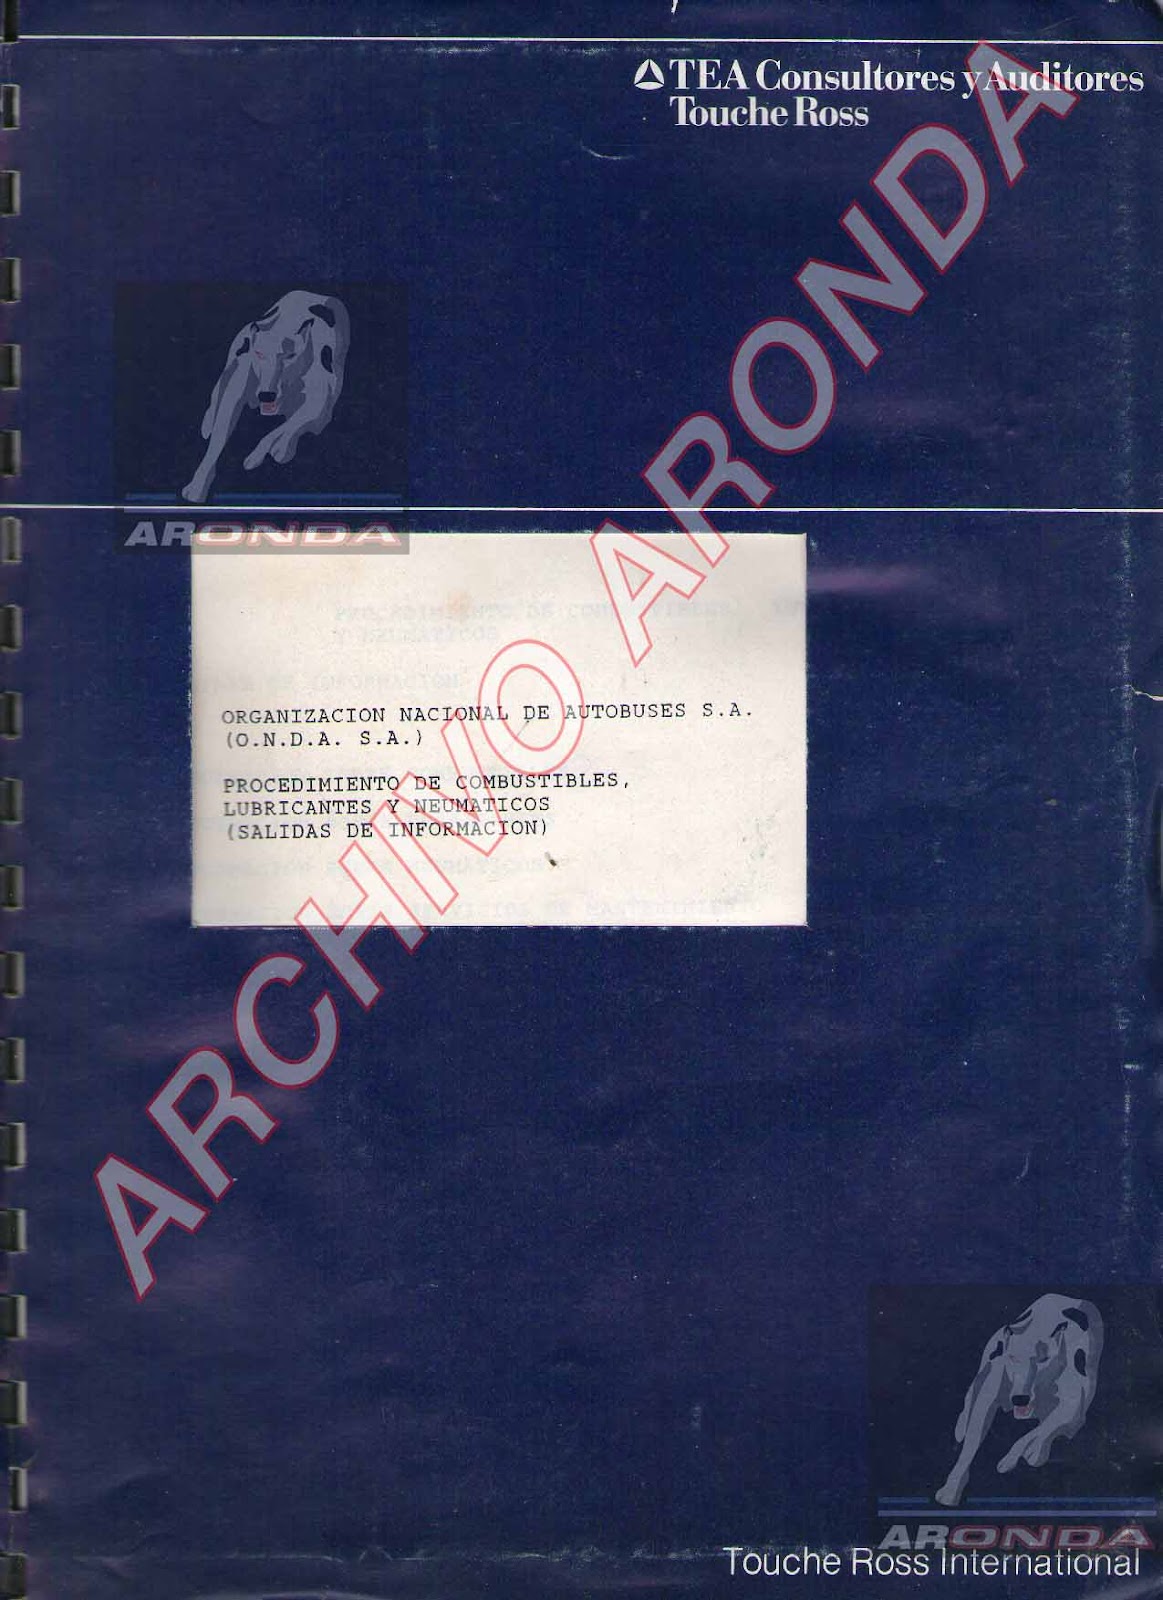 TEA Consultores y Auditores
Touche Ross
ARONDA
ORGANIZACION NACIONAL DE AUTOBUSES S.A.
(O.N.D.A. S.A.)
PROCEDIMIENTO DE COMBUSTIBLES,
LUBRICANTES Y NEUMATICOS
(SALIDAS DE INFORMACION)
ARCHIVO ARONDA
ARONDA
Touche Ross International